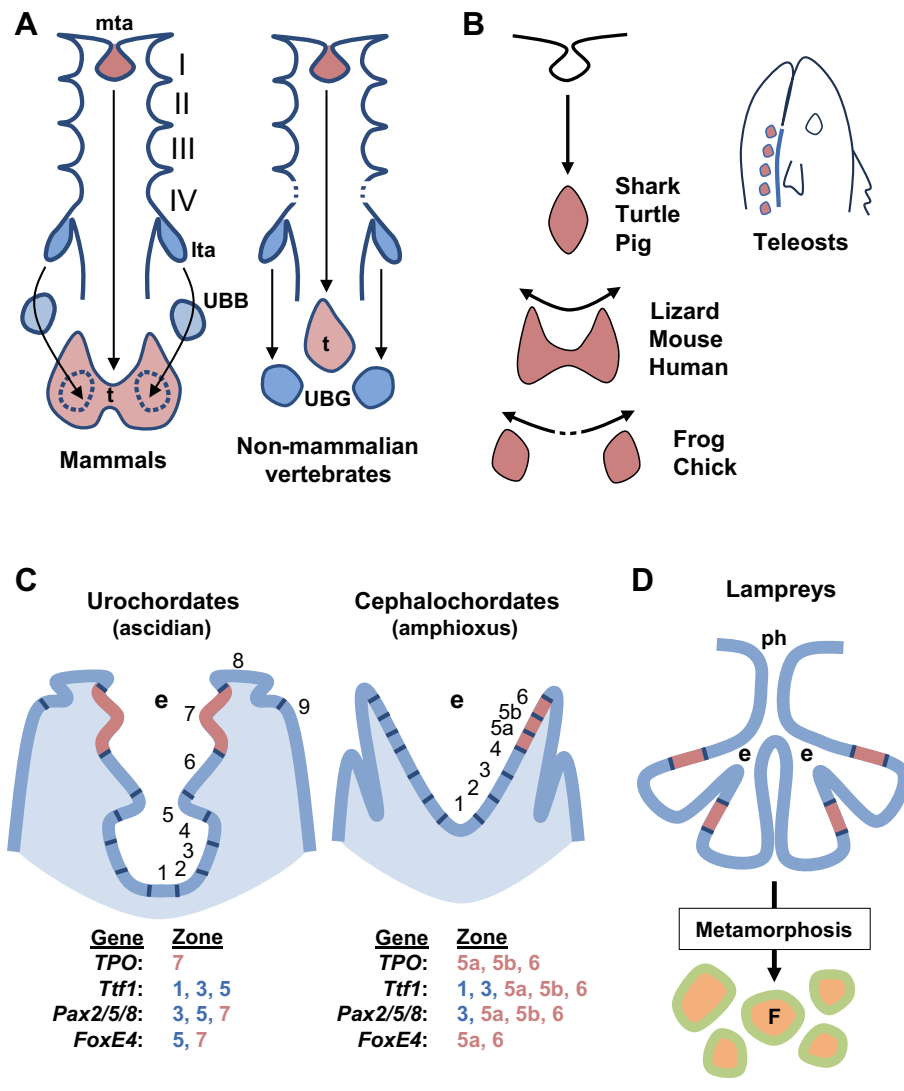 A
mta
I
II
III
IV
lta
UBB
t
Mammals
t
UBG
Non-mammalian
vertebrates
B
Shark
Turtle
Pig
Lizard
Mouse
Human
Frog
Chick
Teleosts
C
Urochordates
(ascidian)
e
8
9
7
6
5
4
3
2
1
Gene Zone
TPO: 7
Ttf1: 1, 3, 5
Pax2/5/8: 3, 5, 7
FoxE4: 5, 7
Cephalochordates
(amphioxus)
e
6
5b
5a
4
3
2
1
Gene Zone
TPO: 5a, 5b, 6
Ttf1: 1, 3, 5a, 5b, 6
Pax2/5/8: 3, 5a, 5b, 6
FoxE4: 5a, 6
D
Lampreys
ph
e e
Metamorphosis
F